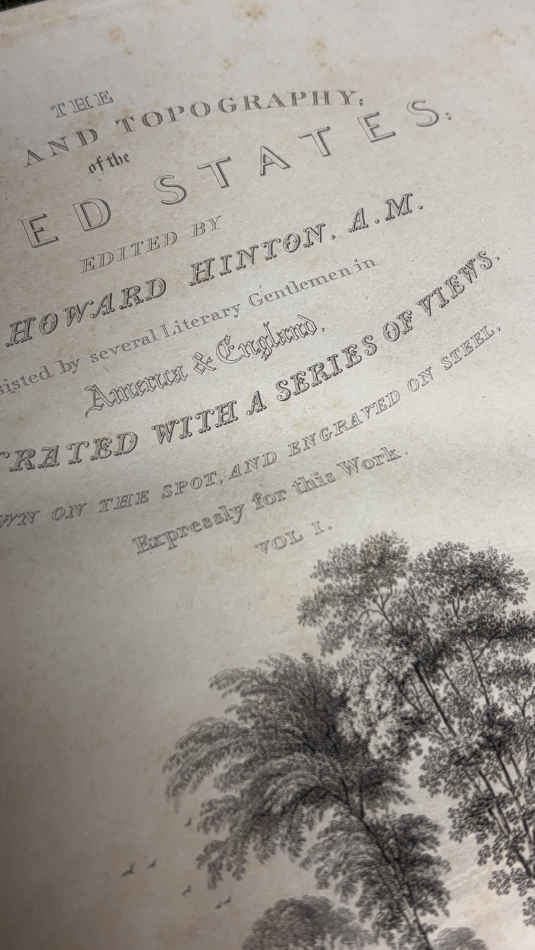 THE
AND TOPOGRAPHY,
of the
ED STATES,
EDITED BY
HOWARD HINTON, A.M.
isted by several Literary Gentlemen in
America & England,
TRATED WITH A SERIES OF VIEWS,
WN ON THE SPOT, AND ENGRAVED ON STEEL,
Expressly for this Work.
VOL I.